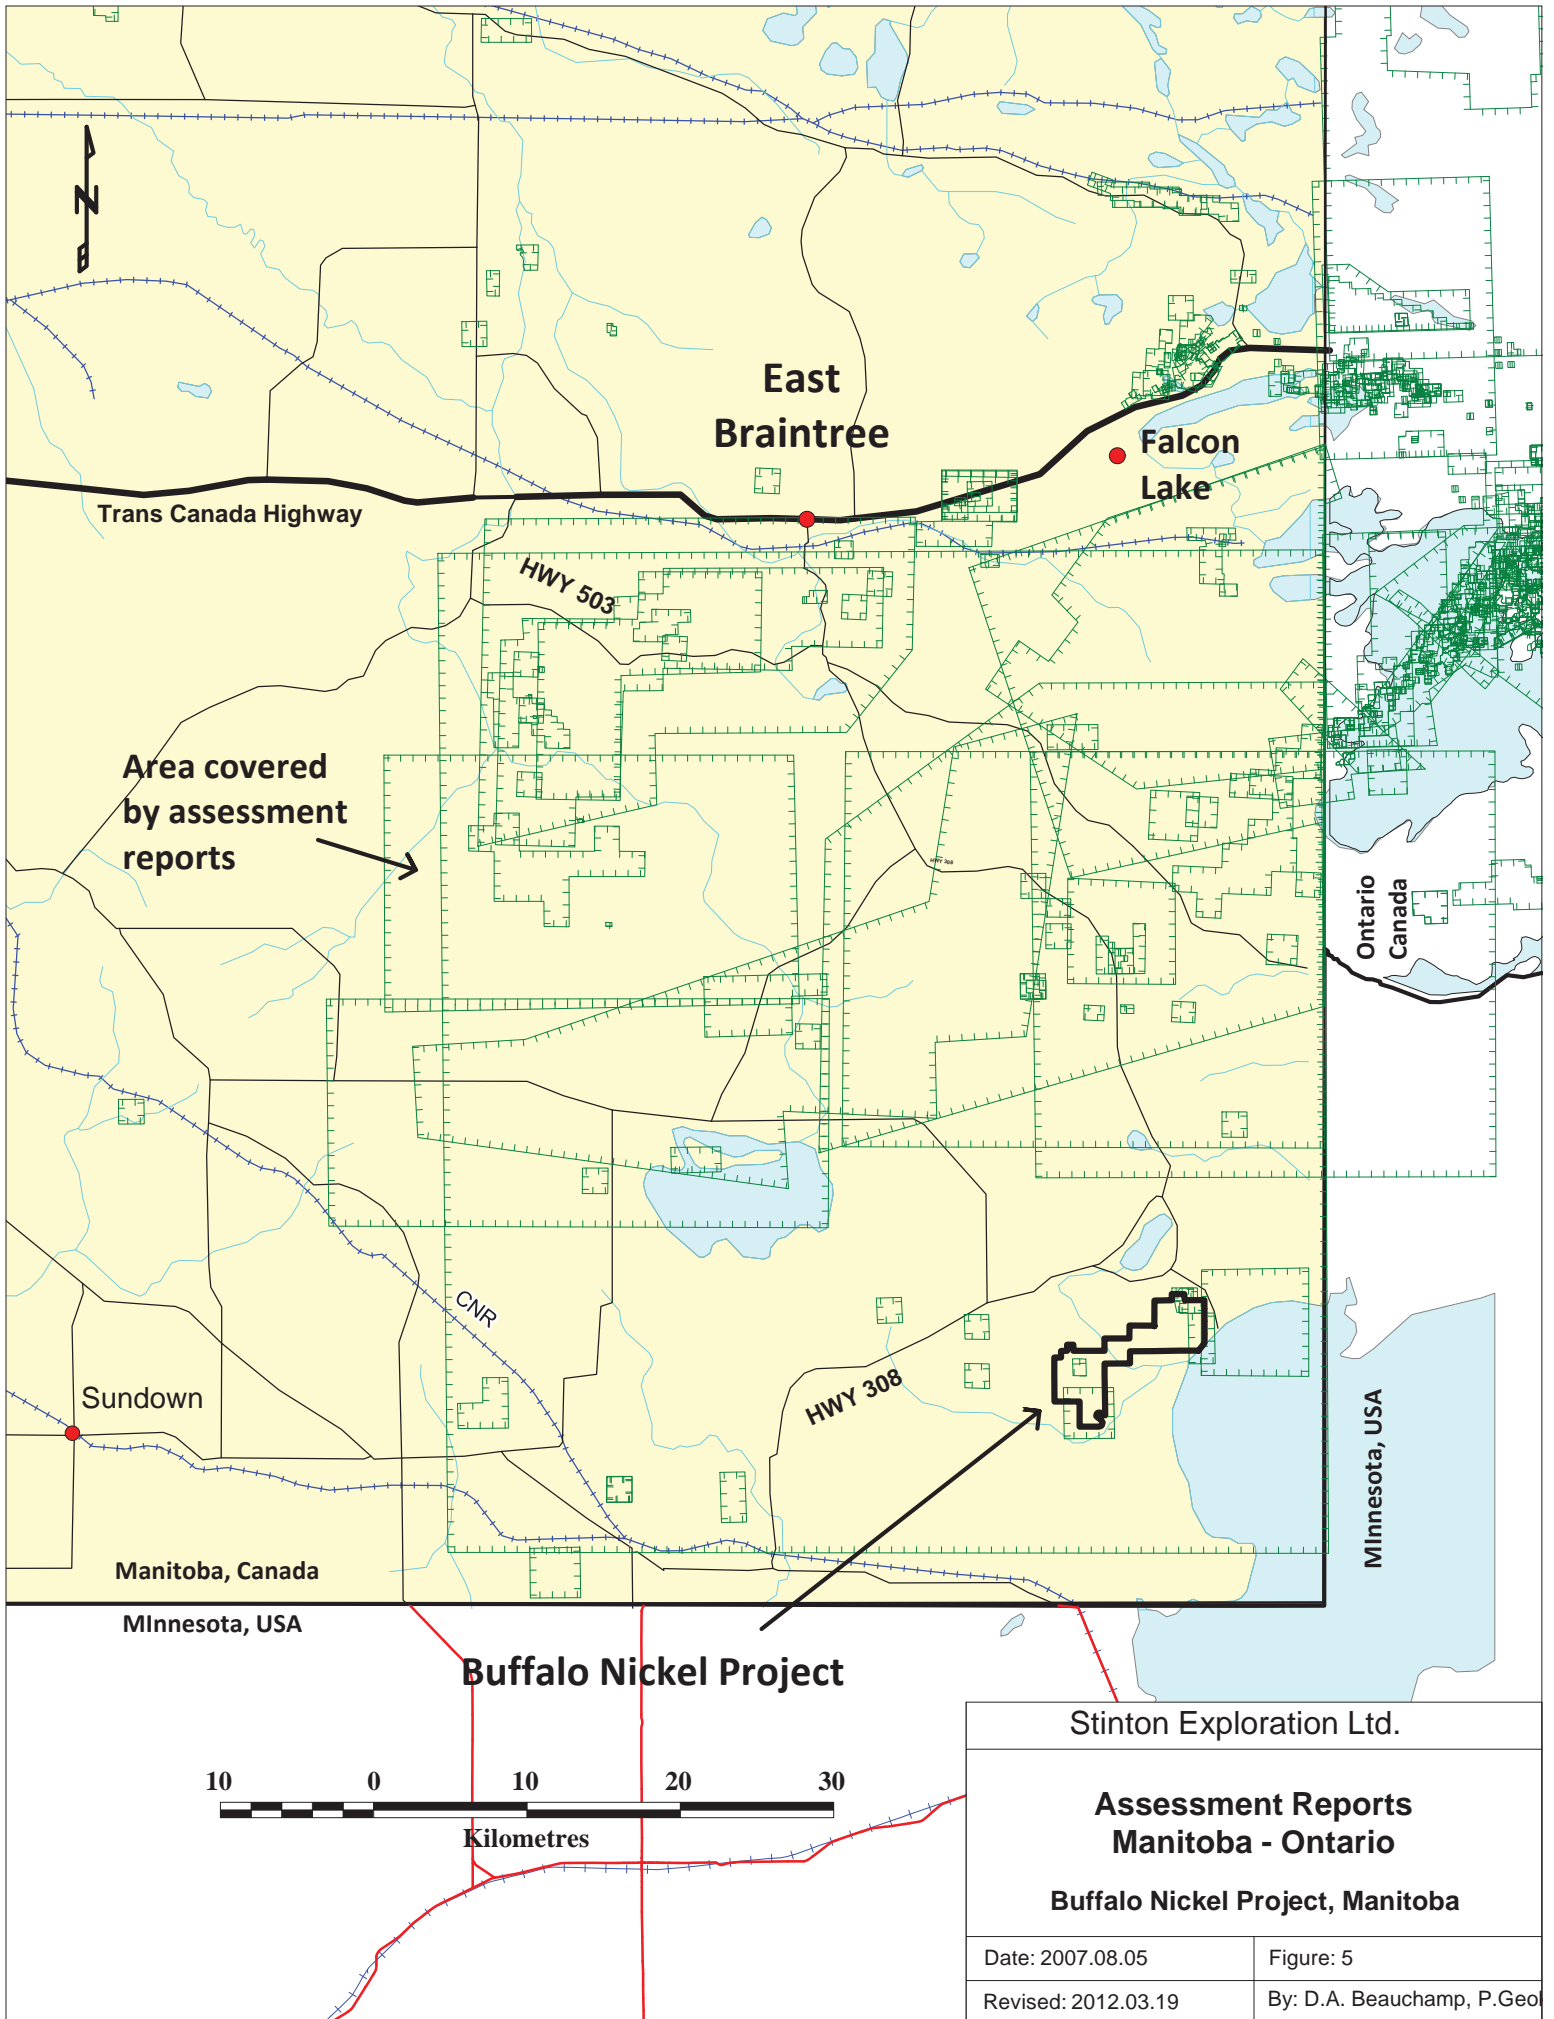 N
East
Braintree
Falcon
Lake
Trans Canada Highway
HWY 503
Area covered
by assessment
reports
HWY 308
Ontario
Canada
CNR
Sundown
HWY 308
MInnesota, USA
Manitoba, Canada
MInnesota, USA
Buffalo Nickel Project
10 0 10 20 30
Kilometres
Stinton Exploration Ltd.
Assessment Reports
Manitoba - Ontario
Buffalo Nickel Project, Manitoba
Date: 2007.08.05
Figure: 5
Revised: 2012.03.19
By: D.A. Beauchamp, P.Geol